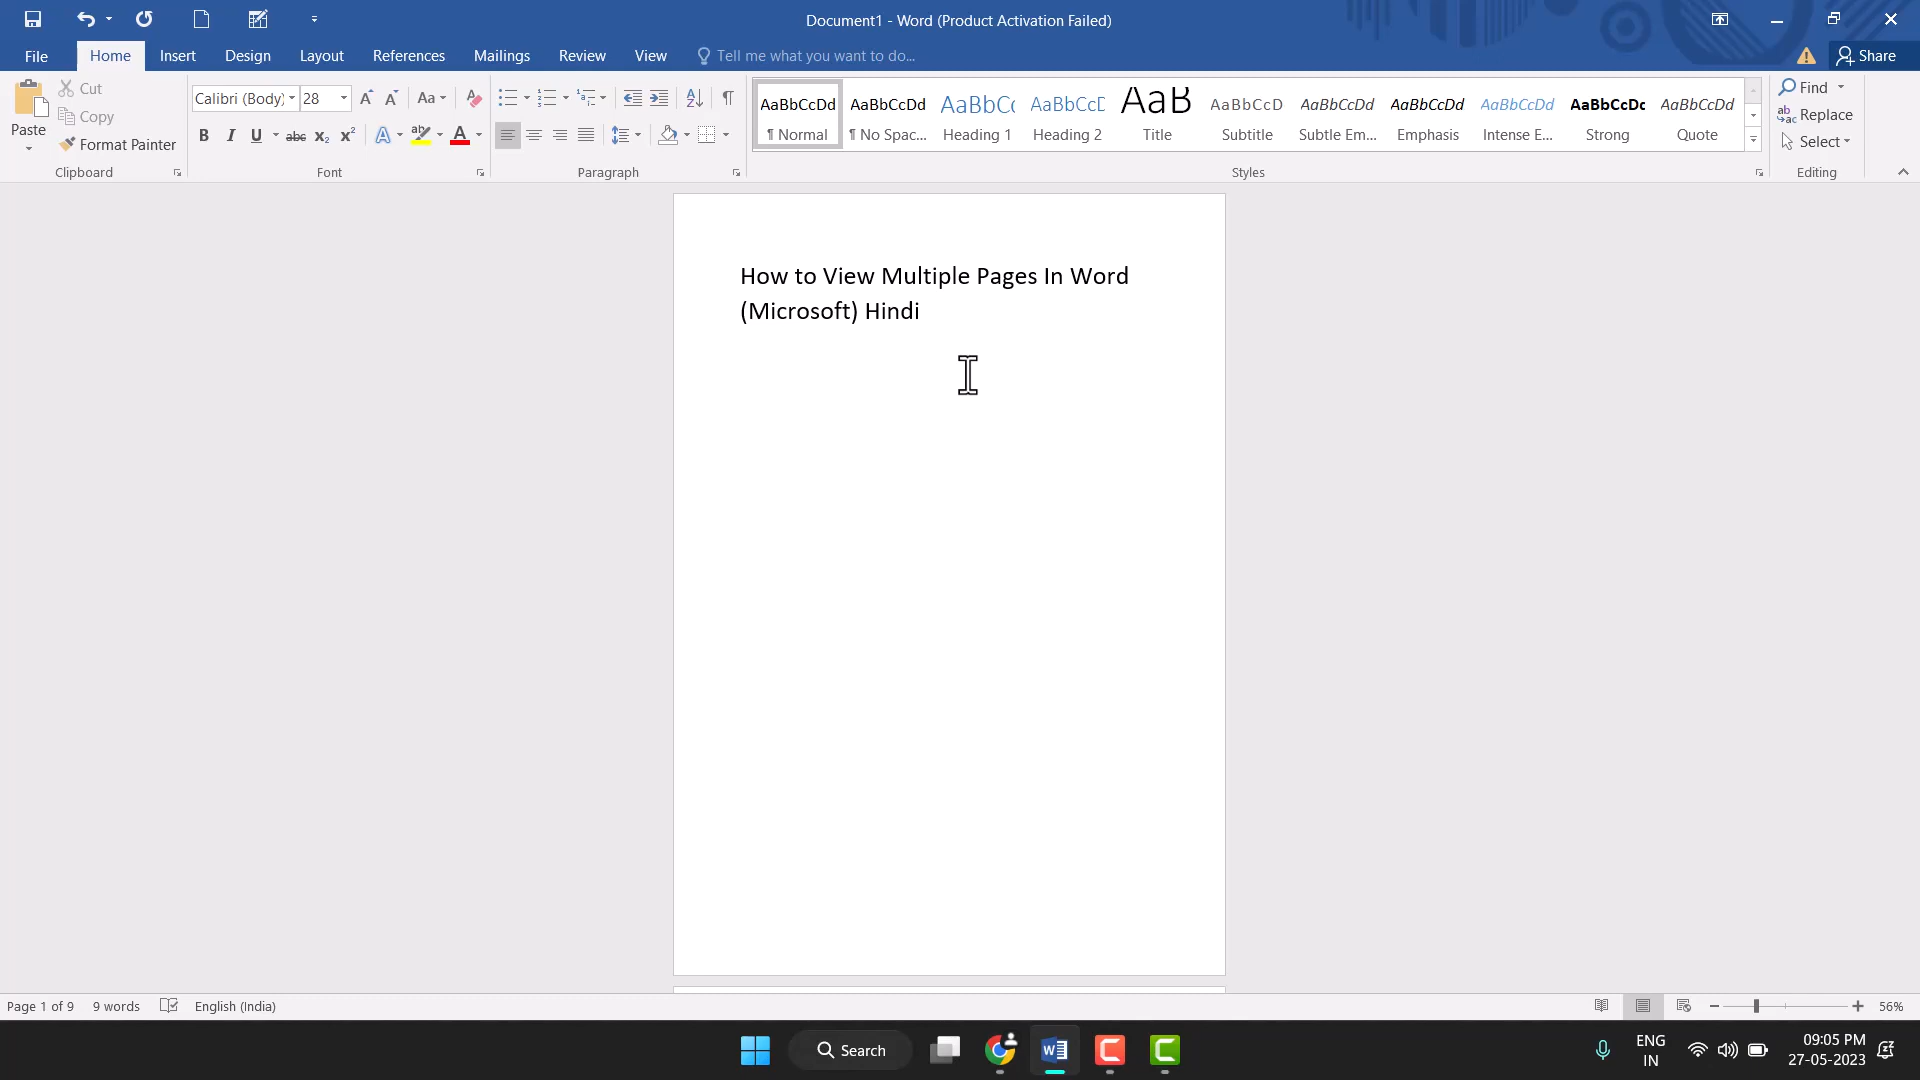 Document1 - Word (Product Activation Failed)
File Home Insert Design Layout References Mailings Review View Tell me what you want to do... Share
Paste
Cut
Copy
Format Painter
Clipboard
Calibri (Body) 28
Font
Paragraph
AaBbCcDd AaBbCcDd AaBbCc AaBbCcD AaB AaBbCcD AaBbCcDd AaBbCcDd AaBbCcDd AaBbCcDc AaBbCcDd
¶ Normal ¶ No Spac... Heading 1 Heading 2 Title Subtitle Subtle Em... Emphasis Intense E... Strong Quote
Styles
Find
Replace
Select
Editing
How to View Multiple Pages In Word
(Microsoft) Hindi
Page 1 of 9 9 words English (India) 56%
Search
ENG
IN
09:05 PM
27-05-2023